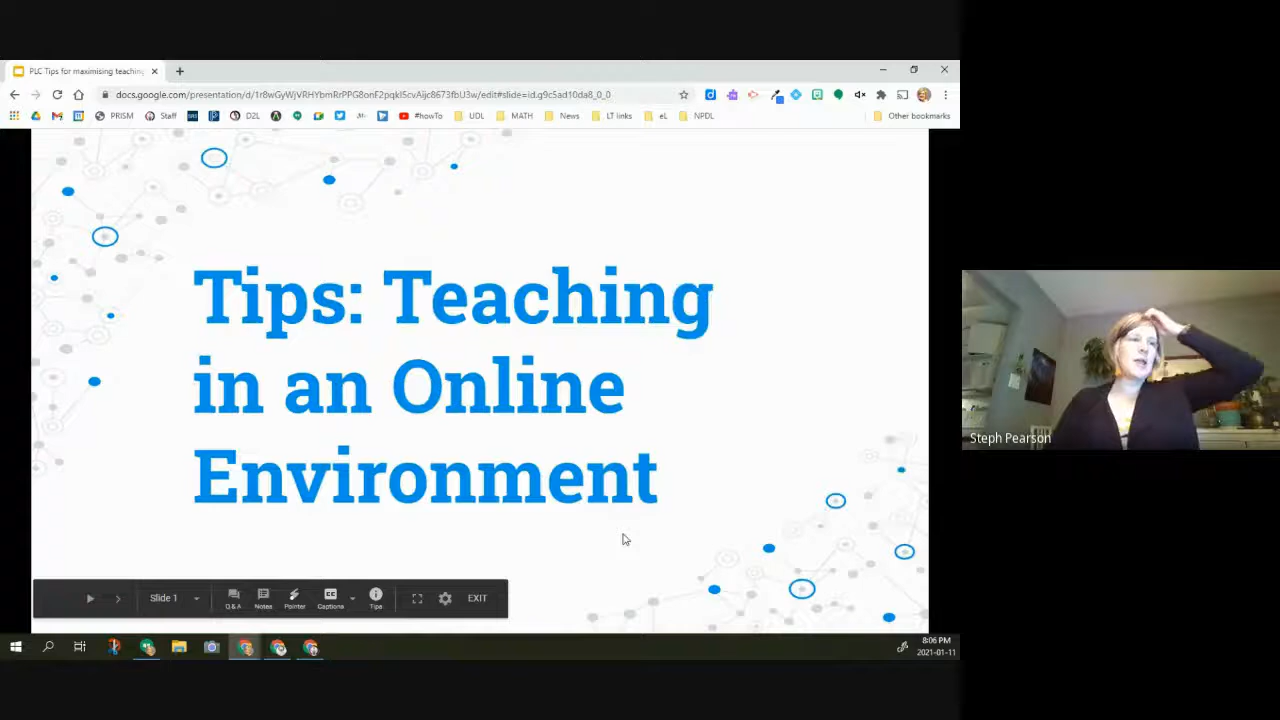 PLC Tips for maximising teaching
docs.google.com/presentation/d/1r8wGyWjVRHYbmRrPPG8onF2pqkI5cvAijc8673fbU3w/edit#slide=id.g9c5ad10da8_0_0
PRISM Staff D2L #howTo UDL MATH News LT links eL NPDL Other bookmarks
Tips: Teaching
in an Online
Environment
Steph Pearson
Slide 1 Q & A Notes Pointer Captions Tips EXIT
8:06 PM
2021-01-11